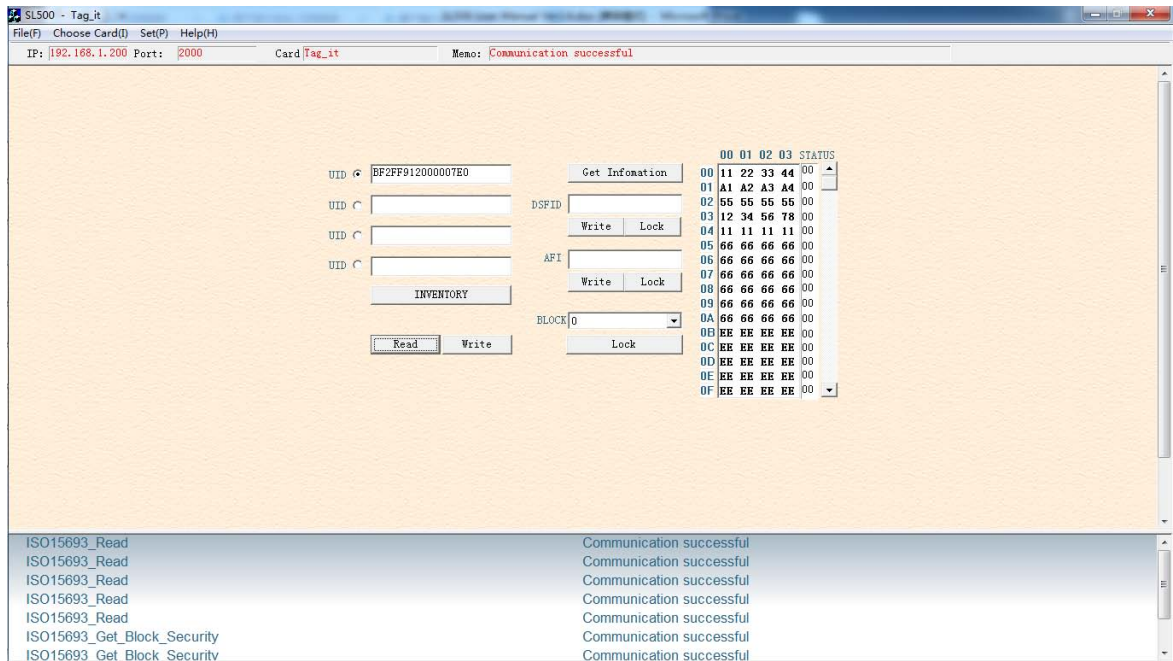 SL500 - Tag_it
File(F) Choose Card(I) Set(P) Help(H)
IP: 192.168.1.200 Port: 2000 Card Tag_it Memo: Communication successful
00 01 02 03 STATUS
UID BF2FF912000007E0 Get Infomation
UID DSFID
Write Lock
UID
UID AFI
Write Lock
INVENTORY
BLOCK 0
Read Write Lock
00 11 22 33 44 00
01 A1 A2 A3 A4 00
02 55 55 55 55 00
03 12 34 56 78 00
04 11 11 11 11 00
05 66 66 66 66 00
06 66 66 66 66 00
07 66 66 66 66 00
08 66 66 66 66 00
09 66 66 66 66 00
0A 66 66 66 66 00
0B EE EE EE EE 00
0C EE EE EE EE 00
0D EE EE EE EE 00
0E EE EE EE EE 00
0F EE EE EE EE 00
ISO15693_Read Communication successful
ISO15693_Read Communication successful
ISO15693_Read Communication successful
ISO15693_Read Communication successful
ISO15693_Read Communication successful
ISO15693_Get_Block_Security Communication successful
ISO15693_Get_Block_Security Communication successful